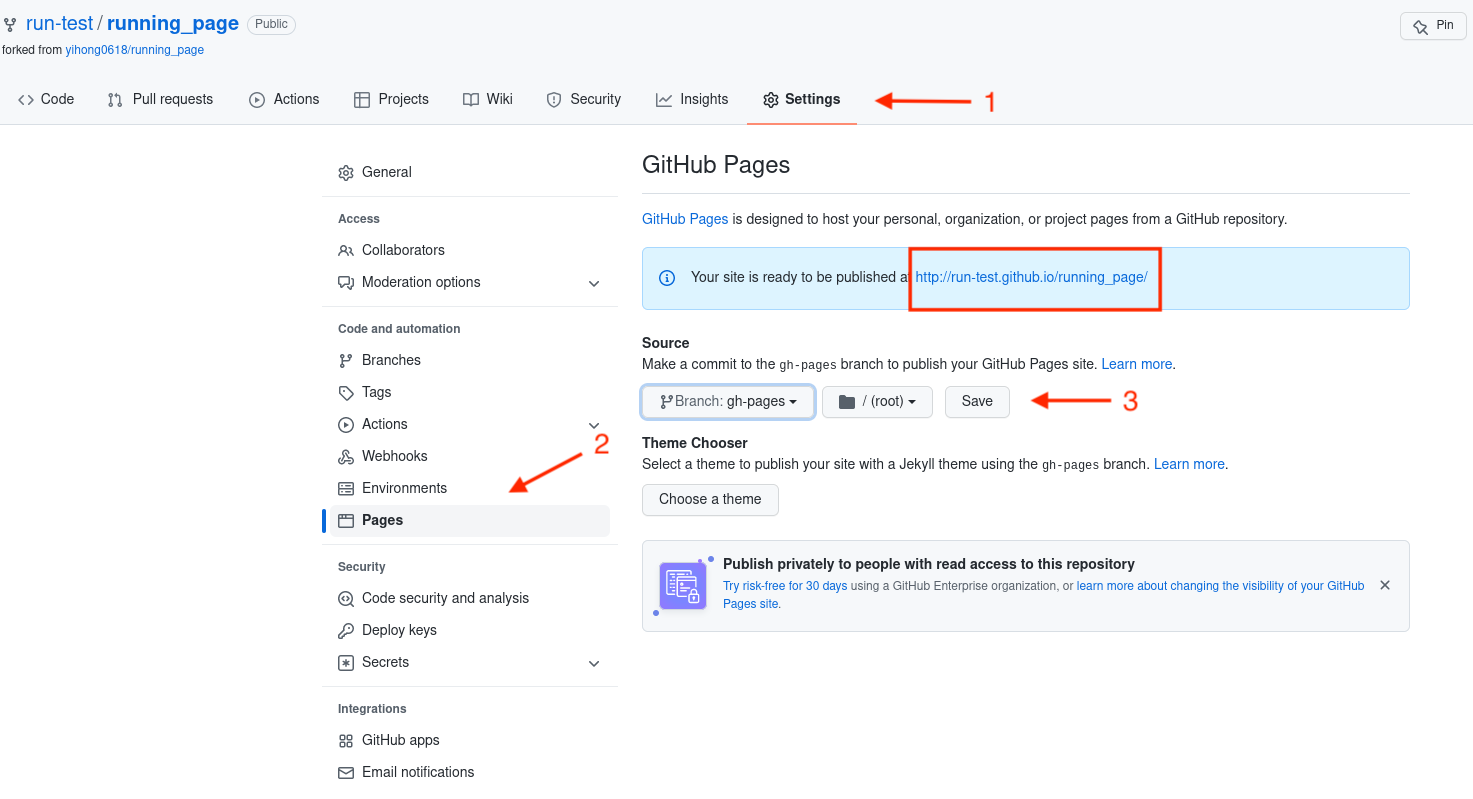 run-test / running_page Public
Pin
forked from yihong0618/running_page
Code Pull requests Actions Projects Wiki Security Insights Settings 1
General
Access
Collaborators
Moderation options
Code and automation
Branches
Tags
Actions
2
Webhooks
Environments
Pages
Security
Code security and analysis
Deploy keys
Secrets
Integrations
GitHub apps
Email notifications
GitHub Pages
GitHub Pages is designed to host your personal, organization, or project pages from a GitHub repository.
Your site is ready to be published at http://run-test.github.io/running_page/
Source
Make a commit to the gh-pages branch to publish your GitHub Pages site. Learn more.
Branch: gh-pages / (root) Save 3
Theme Chooser
Select a theme to publish your site with a Jekyll theme using the gh-pages branch. Learn more.
Choose a theme
Publish privately to people with read access to this repository
Try risk-free for 30 days using a GitHub Enterprise organization, or learn more about changing the visibility of your GitHub
Pages site.